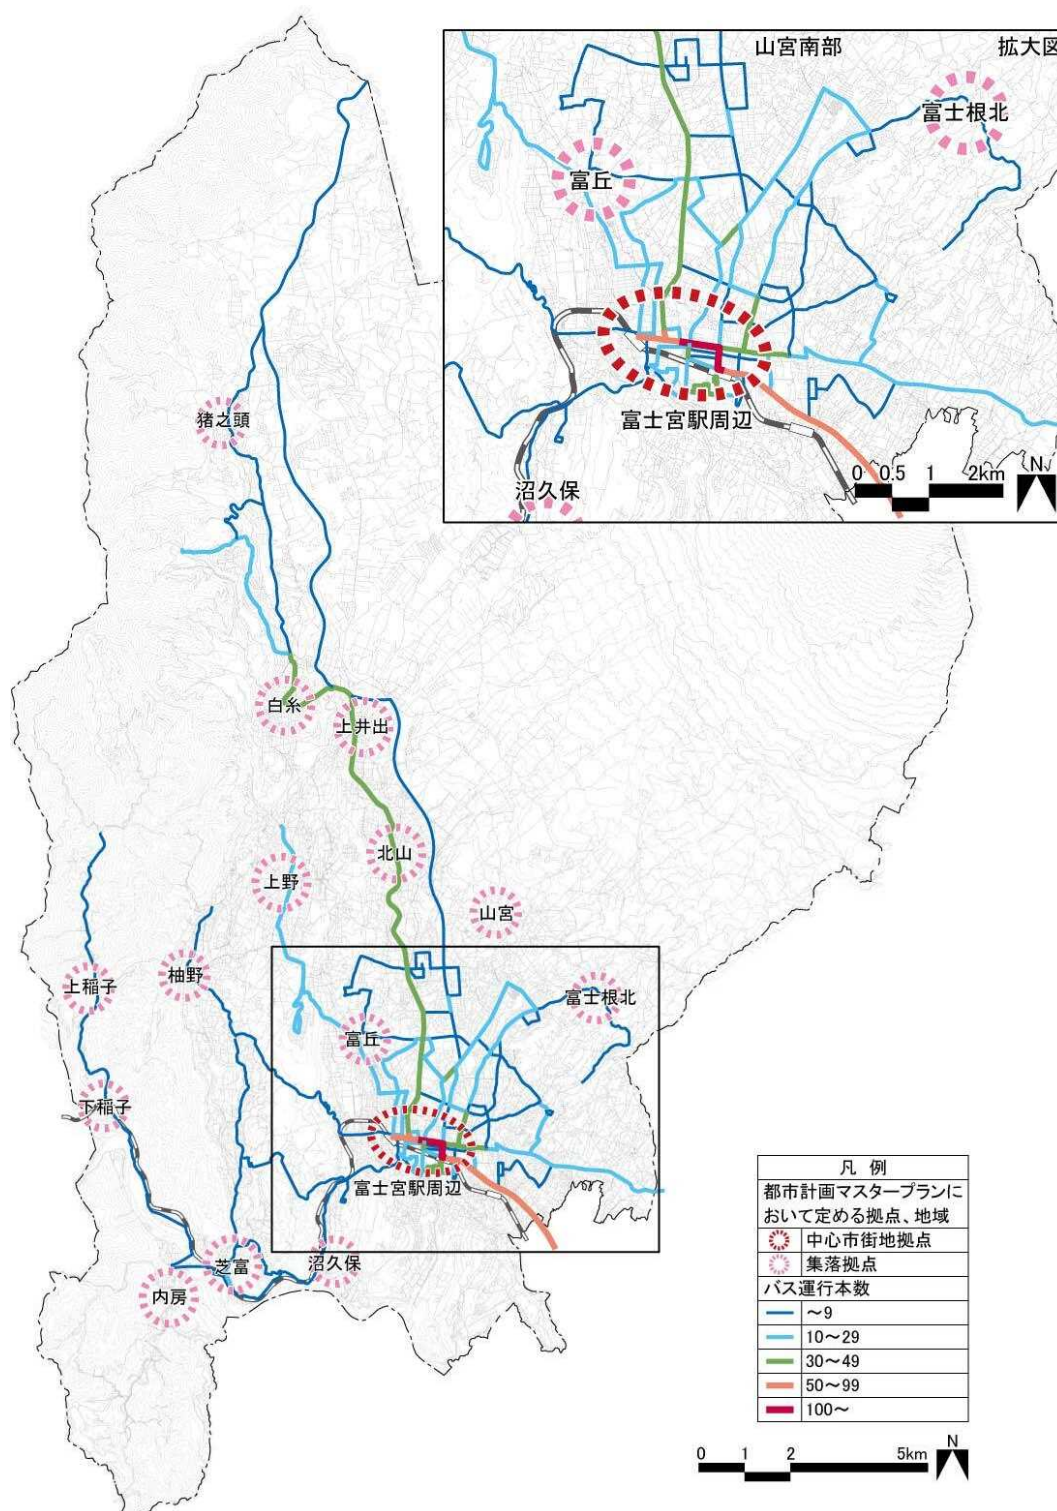 山宮南部
拡大図
富士根北
富丘
富士宮駅周辺
沼久保
0 0.5 1 2km
N
猪之頭
白糸
上井出
北山
上野
山宮
上稲子
柚野
富士根北
富丘
下稲子
富士宮駅周辺
芝富
沼久保
内房
凡 例
都市計画マスタープランに
おいて定める拠点、地域
中心市街地拠点
集落拠点
バス運行本数
～9
10～29
30～49
50～99
100～
0 1 2 5km
N